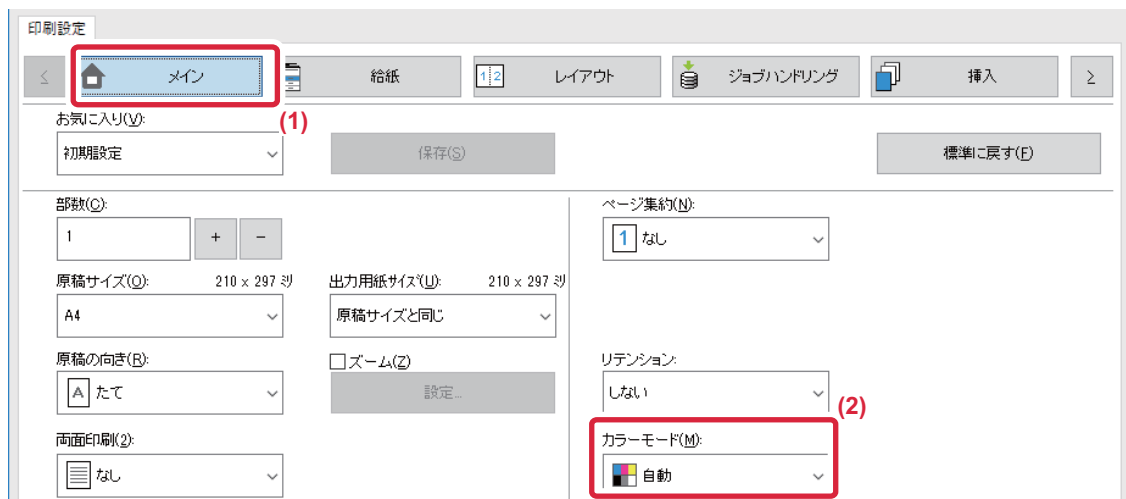 印刷設定
≤ メイン 給紙 1 2 レイアウト ジョブハンドリング 挿入 ≥
(1)
お気に入り(V):
初期設定 保存(S) 標準に戻す(F)
部数(C): ページ集約(N):
1 + - 1 なし
原稿サイズ(O): 210 x 297 ミリ 出力用紙サイズ(U): 210 x 297 ミリ
A4 原稿サイズと同じ
原稿の向き(R): ズーム(Z) リテンション:
A たて 設定... しない
(2)
両面印刷(2): カラーモード(M):
なし 自動